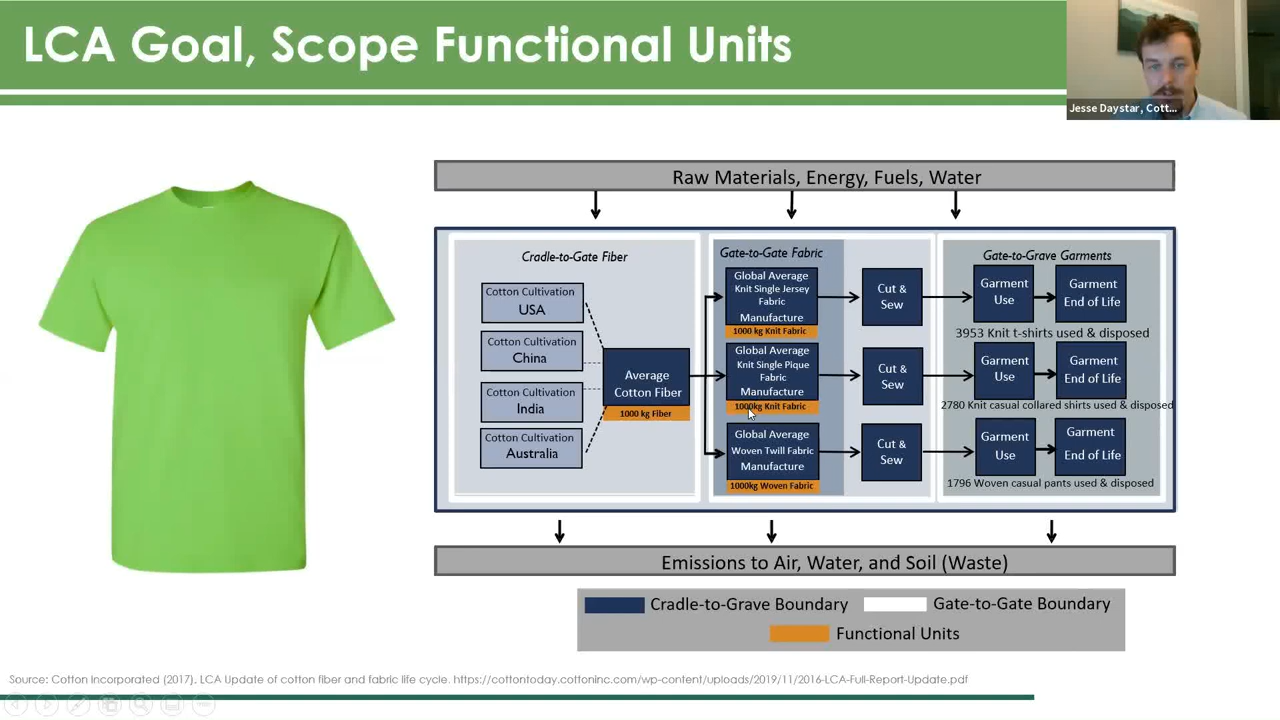 LCA Goal, Scope Functional Units
Jesse Daystar, Cott...
Raw Materials, Energy, Fuels, Water
Cradle-to-Gate Fiber
Cotton Cultivation
USA
Cotton Cultivation
China
Cotton Cultivation
India
Cotton Cultivation
Australia
Average
Cotton Fiber
1000 kg Fiber
Gate-to-Gate Fabric
Global Average
Knit Single Jersey
Fabric
Manufacture
1000 kg Knit Fabric
Global Average
Knit Single Pique
Fabric
Manufacture
1000kg Knit Fabric
Global Average
Woven Twill Fabric
Manufacture
1000kg Woven Fabric
Cut &
Sew
Cut &
Sew
Cut &
Sew
Gate-to-Grave Garments
Garment
Use
Garment
End of Life
3953 Knit t-shirts used & disposed
Garment
Use
Garment
End of Life
2780 Knit casual collared shirts used & disposed
Garment
Use
Garment
End of Life
1796 Woven casual pants used & disposed
Emissions to Air, Water, and Soil (Waste)
Cradle-to-Grave Boundary
Gate-to-Gate Boundary
Functional Units
Source: Cotton Incorporated (2017). LCA Update of cotton fiber and fabric life cycle. https://cottontoday.cottoninc.com/wp-content/uploads/2019/11/2016-LCA-Full-Report-Update.pdf